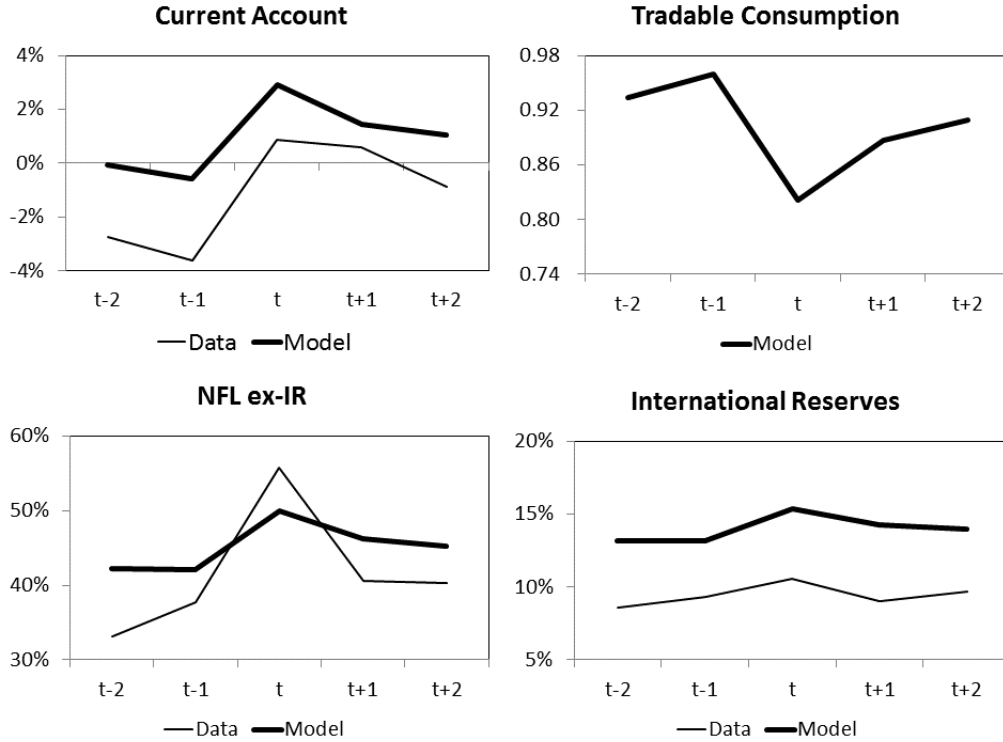 Current Account
4%
2%
0%
-2%
-4%
t-2 t-1 t t+1 t+2
Data Model
Tradable Consumption
0.98
0.92
0.86
0.80
0.74
t-2 t-1 t t+1 t+2
Model
NFL ex-IR
60%
50%
40%
30%
t-2 t-1 t t+1 t+2
Data Model
International Reserves
20%
15%
10%
5%
t-2 t-1 t t+1 t+2
Data Model